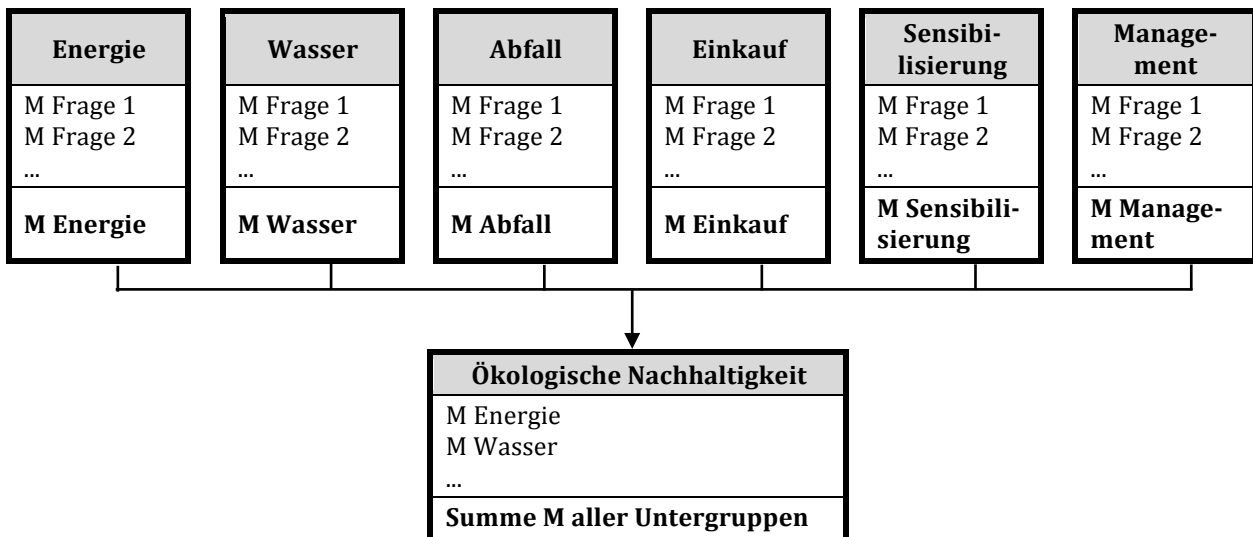 Energie
M Frage 1
M Frage 2
...
M Energie
Wasser
M Frage 1
M Frage 2
...
M Wasser
Abfall
M Frage 1
M Frage 2
...
M Abfall
Einkauf
M Frage 1
M Frage 2
...
M Einkauf
Sensibi-
lisierung
M Frage 1
M Frage 2
...
M Sensibili-
sierung
Manage-
ment
M Frage 1
M Frage 2
...
M Manage-
ment
Ökologische Nachhaltigkeit
M Energie
M Wasser
...
Summe M aller Untergruppen